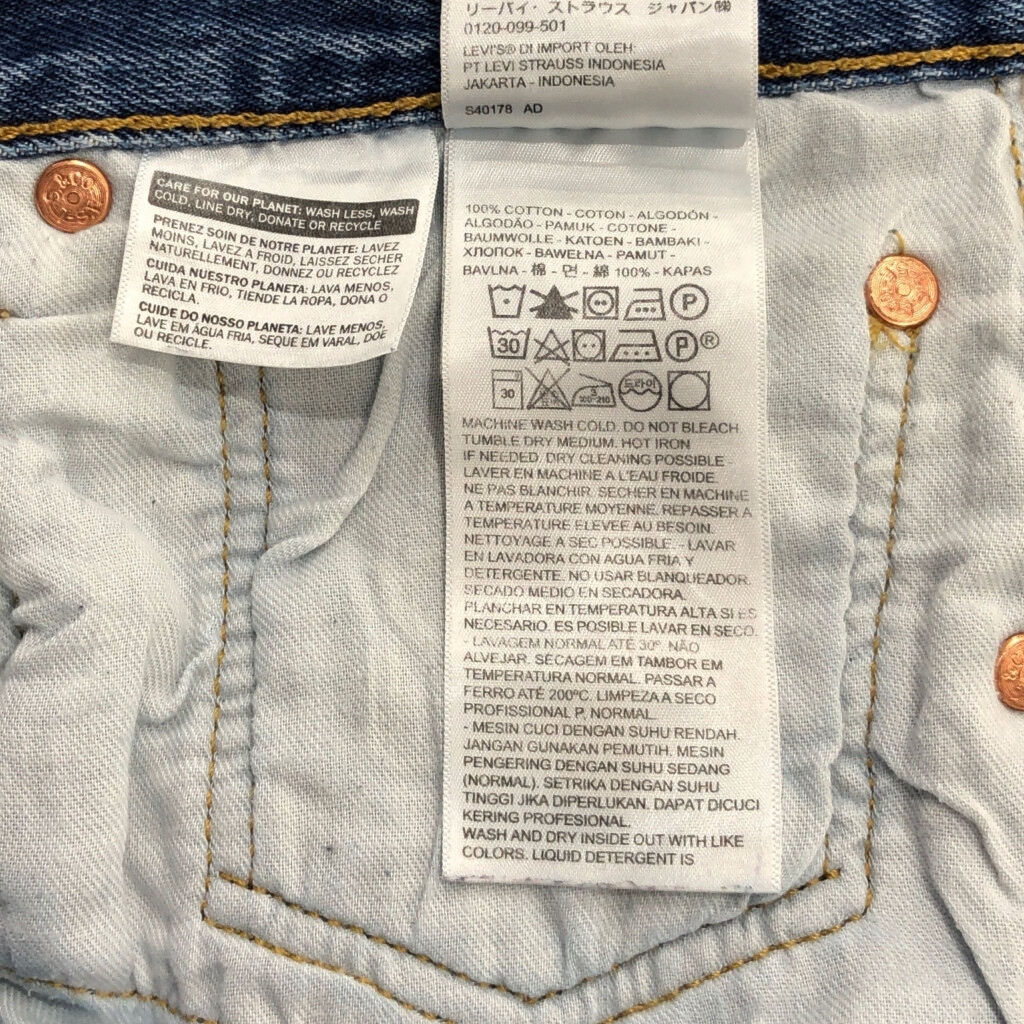 リーバイ・ストラウス ジャパン㈱
0120-099-501
LEVI'S® DI IMPORT OLEH:
PT LEVI STRAUSS INDONESIA
JAKARTA - INDONESIA
S40178 AD
CARE FOR OUR PLANET: WASH LESS, WASH
COLD, LINE DRY, DONATE OR RECYCLE
PRENEZ SOIN DE NOTRE PLANETE: LAVEZ
MOINS, LAVEZ À FROID, LAISSEZ SÉCHER
NATURELLEMENT, DONNEZ OU RECYCLEZ
CUIDA NUESTRO PLANETA: LAVA MENOS,
LAVA EN FRIO, TIENDE LA ROPA, DONA O
RECICLA.
CUIDE DO NOSSO PLANETA: LAVE MENOS,
LAVE EM ÁGUA FRIA, SEQUE EM VARAL, DOE
OU RECICLE.
100% COTTON - COTON - ALGODÓN -
ALGODÃO - PAMUK - COTONE -
BAUMWOLLE - KATOEN - BAMBAKI -
ХЛОПОК - BAWEŁNA - PAMUT -
BAVLNA - 棉 - 면 - 綿 100% - KAPAS
P
30 P®
30 드라이
MACHINE WASH COLD. DO NOT BLEACH.
TUMBLE DRY MEDIUM. HOT IRON
IF NEEDED. DRY CLEANING POSSIBLE -
LAVER EN MACHINE A L'EAU FROIDE.
NE PAS BLANCHIR. SECHER EN MACHINE
A TEMPERATURE MOYENNE. REPASSER A
TEMPERATURE ELEVEE AU BESOIN.
NETTOYAGE A SEC POSSIBLE. - LAVAR
EN LAVADORA CON AGUA FRIA Y
DETERGENTE. NO USAR BLANQUEADOR.
SECADO MEDIO EN SECADORA.
PLANCHAR EN TEMPERATURA ALTA SI ES
NECESARIO. ES POSIBLE LAVAR EN SECO.
- LAVAGEM NORMAL ATÉ 30º. NÃO
ALVEJAR. SECAGEM EM TAMBOR EM
TEMPERATURA NORMAL. PASSAR A
FERRO ATÉ 200ºC. LIMPEZA A SECO
PROFISSIONAL P, NORMAL.
- MESIN CUCI DENGAN SUHU RENDAH.
JANGAN GUNAKAN PEMUTIH. MESIN
PENGERING DENGAN SUHU SEDANG
(NORMAL). SETRIKA DENGAN SUHU
TINGGI JIKA DIPERLUKAN. DAPAT DICUCI
KERING PROFESIONAL.
WASH AND DRY INSIDE OUT WITH LIKE
COLORS. LIQUID DETERGENT IS